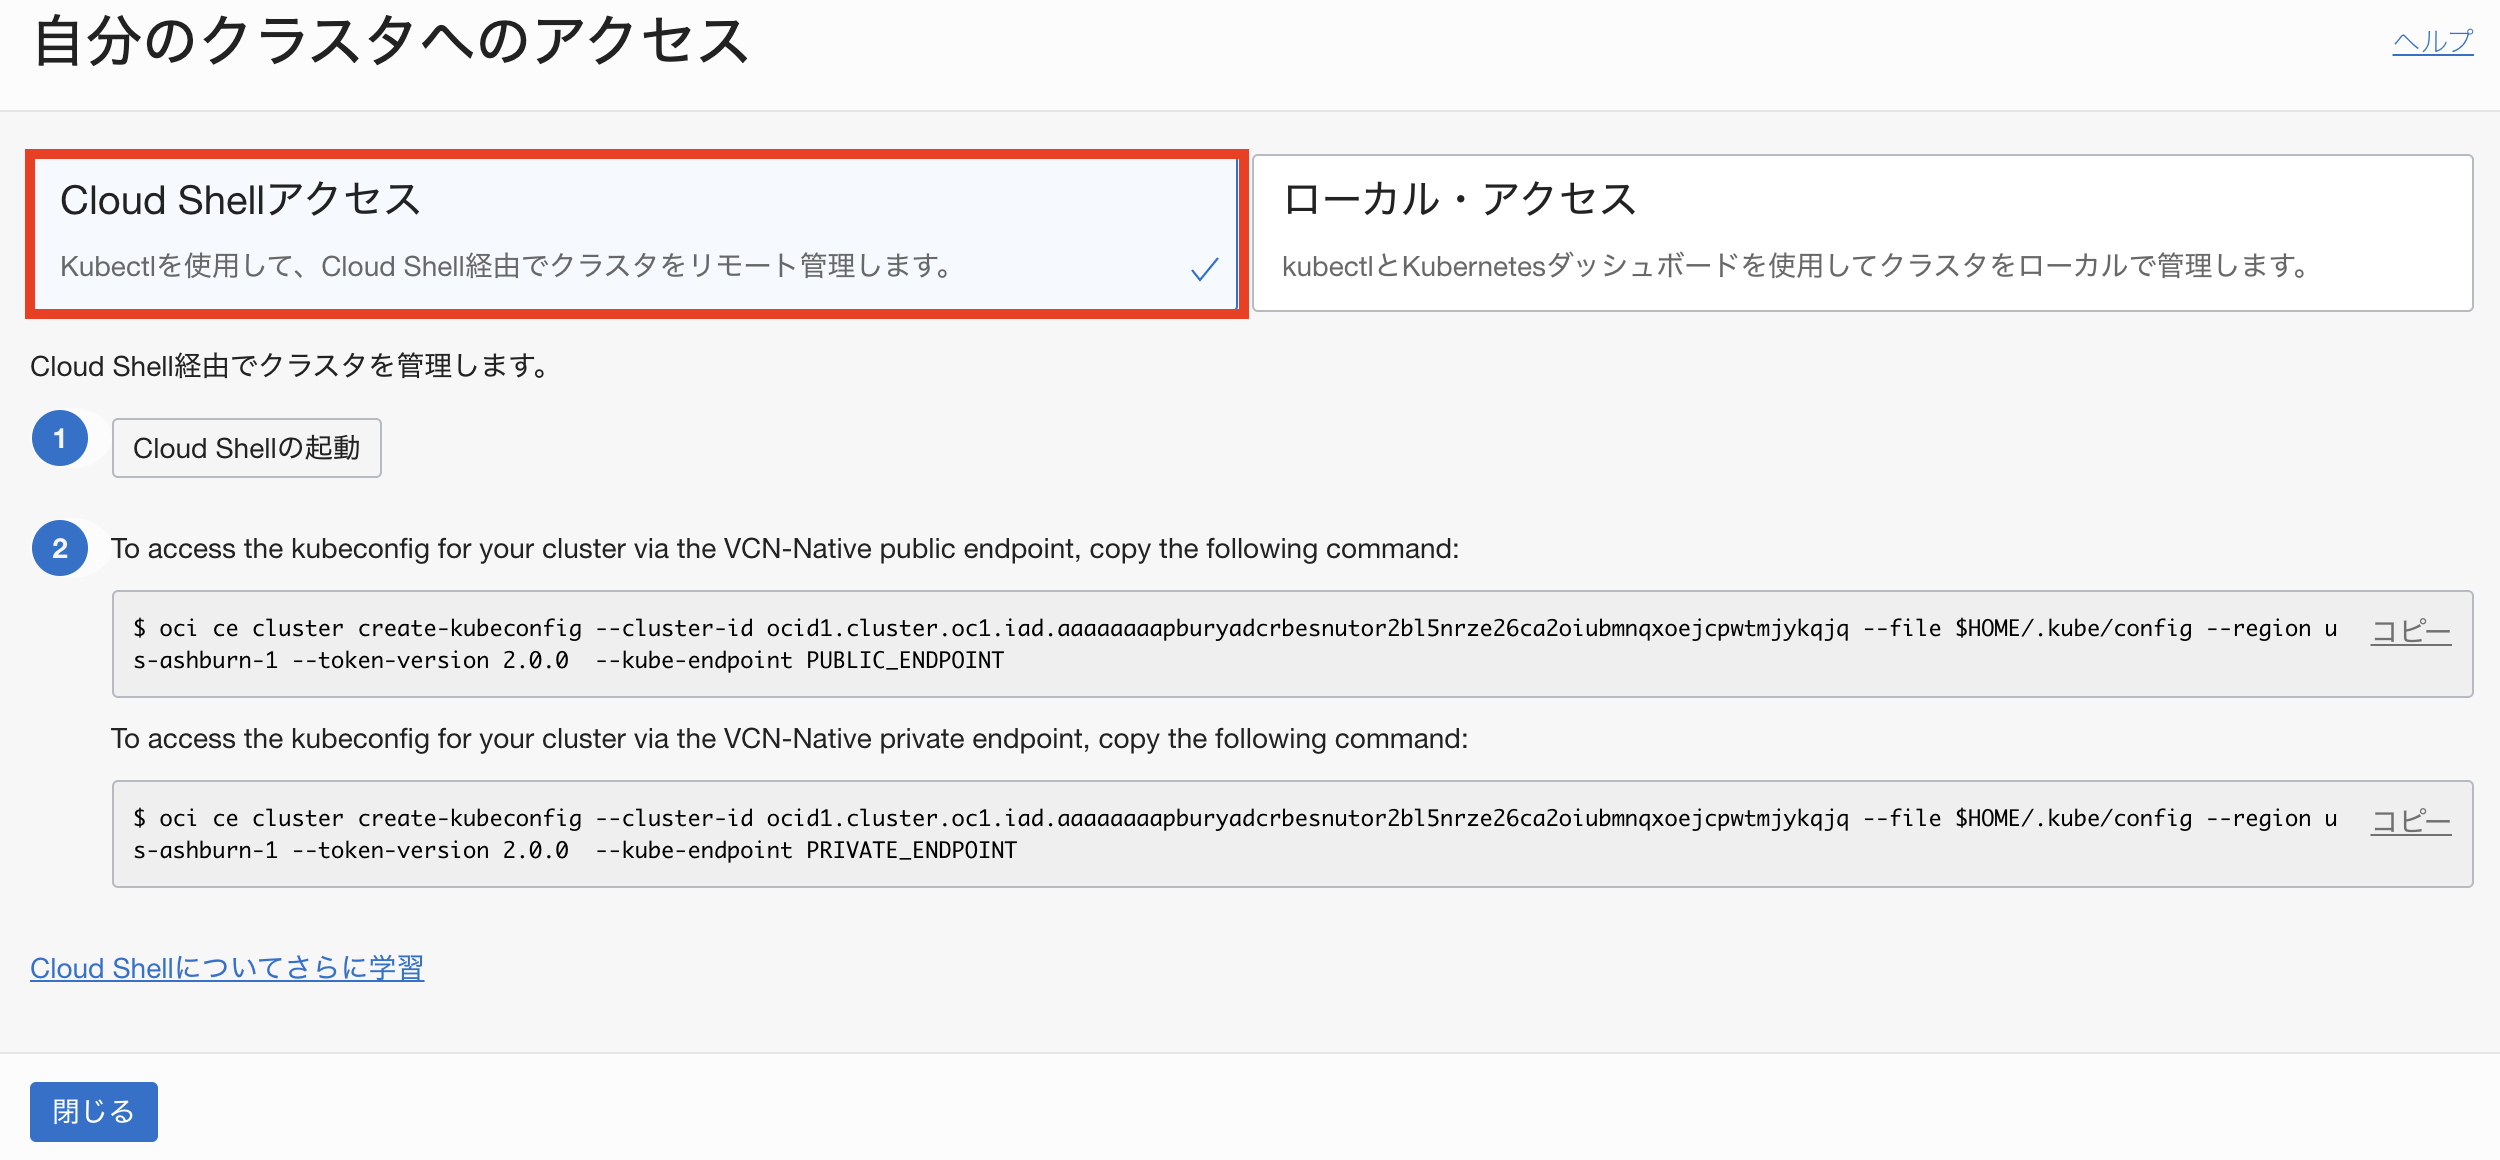 自分のクラスタへのアクセス
ヘルプ
Cloud Shellアクセス
Kubectlを使用して、Cloud Shell経由でクラスタをリモート管理します。
ローカル・アクセス
kubectlとKubernetesダッシュボードを使用してクラスタをローカルで管理します。
Cloud Shell経由でクラスタを管理します。
1
Cloud Shellの起動
2
To access the kubeconfig for your cluster via the VCN-Native public endpoint, copy the following command:
$ oci ce cluster create-kubeconfig --cluster-id ocid1.cluster.oc1.iad.aaaaaaaapburyadcrbesnutor2bl5nrze26ca2oiubmnqxoejcpwtmjykqjq --file $HOME/.kube/config --region u
s-ashburn-1 --token-version 2.0.0  --kube-endpoint PUBLIC_ENDPOINT
コピー
To access the kubeconfig for your cluster via the VCN-Native private endpoint, copy the following command:
$ oci ce cluster create-kubeconfig --cluster-id ocid1.cluster.oc1.iad.aaaaaaaapburyadcrbesnutor2bl5nrze26ca2oiubmnqxoejcpwtmjykqjq --file $HOME/.kube/config --region u
s-ashburn-1 --token-version 2.0.0  --kube-endpoint PRIVATE_ENDPOINT
コピー
Cloud Shellについてさらに学習
閉じる